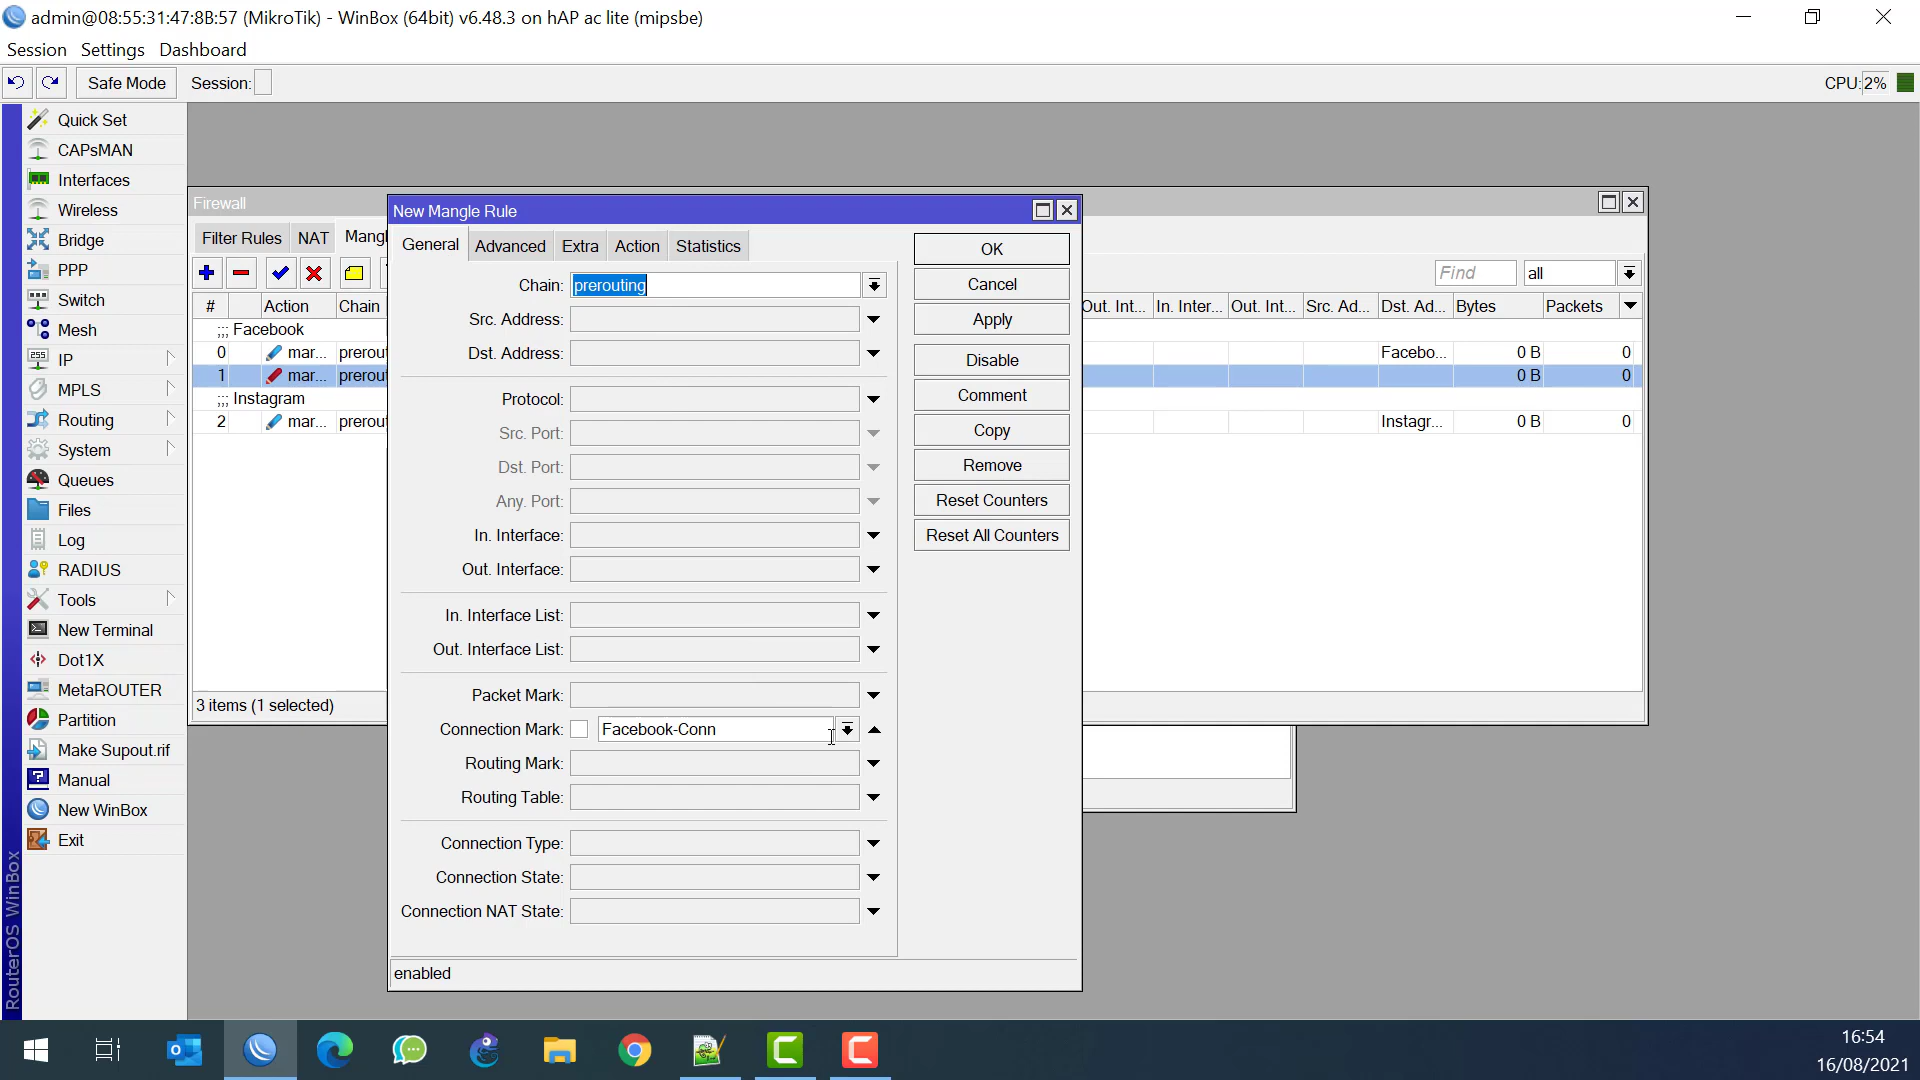 admin@08:55:31:47:8B:57 (MikroTik) - WinBox (64bit) v6.48.3 on hAP ac lite (mipsbe)
Session Settings Dashboard
Safe Mode Session: CPU: 2%
Quick Set
CAPsMAN
Interfaces
Wireless
Bridge
PPP
Switch
Mesh
IP
MPLS
Routing
System
Queues
Files
Log
RADIUS
Tools
New Terminal
Dot1X
MetaROUTER
Partition
Make Supout.rif
Manual
New WinBox
Exit
RouterOS WinBox
Firewall
Filter Rules NAT Mangl
Find all
# Action Chain Out. Int... In. Inter... Out. Int... Src. Ad... Dst. Ad... Bytes Packets
;;; Facebook
0 mar... prerout Facebo... 0 B 0
1 mar... prerout 0 B 0
;;; Instagram
2 mar... prerout Instagr... 0 B 0
3 items (1 selected)
New Mangle Rule
General Advanced Extra Action Statistics
Chain: prerouting
Src. Address:
Dst. Address:
Protocol:
Src. Port:
Dst. Port:
Any. Port:
In. Interface:
Out. Interface:
In. Interface List:
Out. Interface List:
Packet Mark:
Connection Mark: Facebook-Conn
Routing Mark:
Routing Table:
Connection Type:
Connection State:
Connection NAT State:
enabled
OK
Cancel
Apply
Disable
Comment
Copy
Remove
Reset Counters
Reset All Counters
16:54
16/08/2021